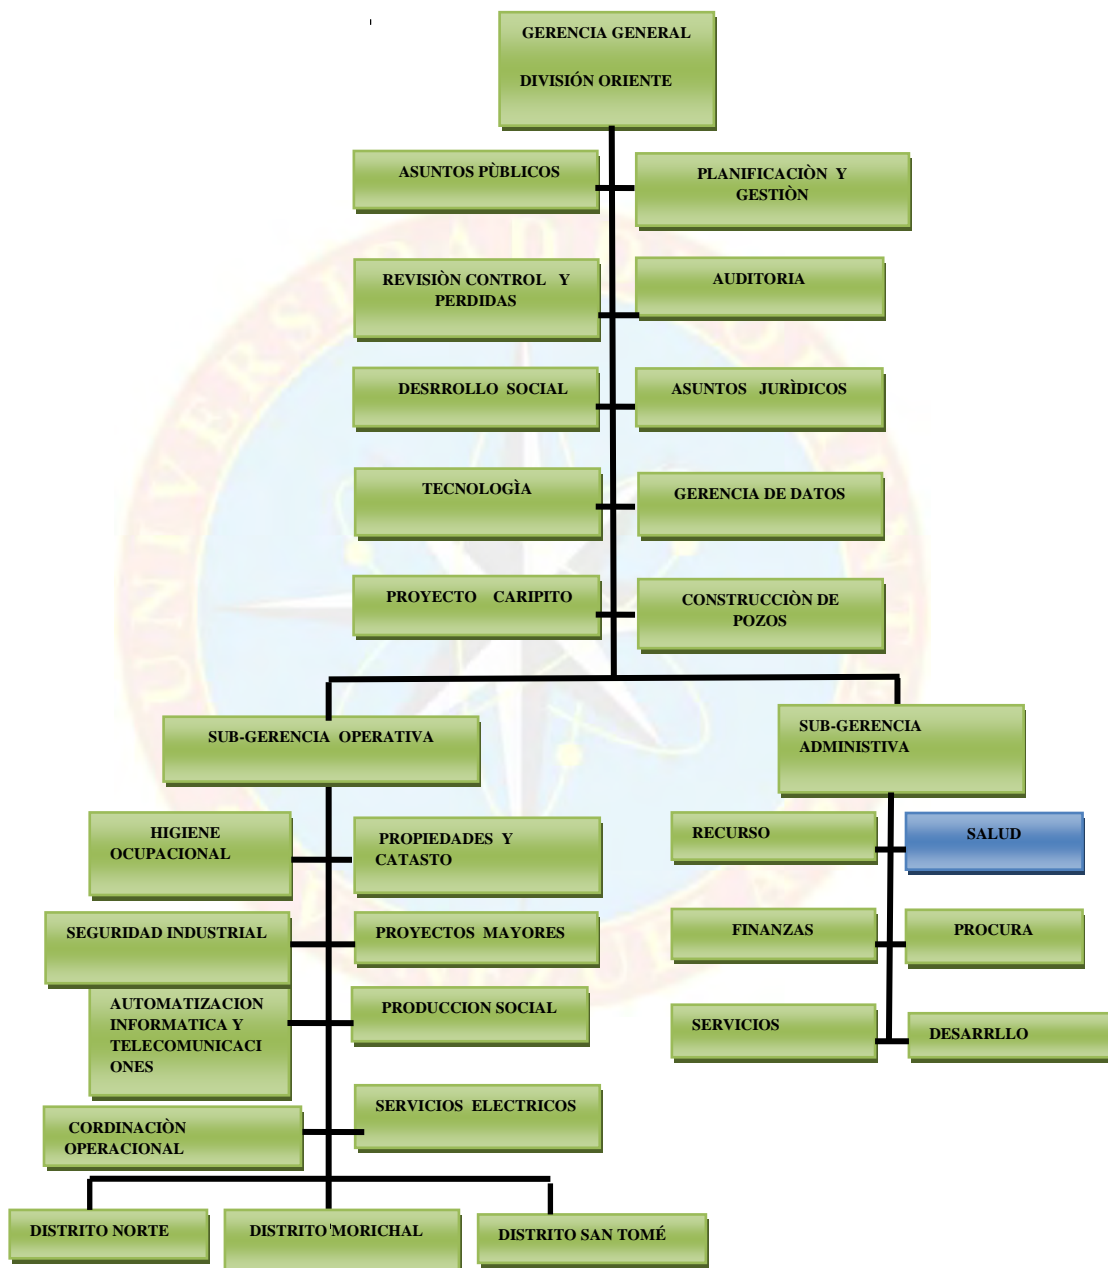 GERENCIA GENERAL
DIVISIÓN ORIENTE
ASUNTOS PÙBLICOS
PLANIFICACIÒN Y
GESTIÒN
REVISIÒN CONTROL Y
PERDIDAS
AUDITORIA
DESRROLLO SOCIAL
ASUNTOS JURÌDICOS
TECNOLOGÌA
GERENCIA DE DATOS
PROYECTO CARIPITO
CONSTRUCCIÒN DE
POZOS
SUB-GERENCIA OPERATIVA
SUB-GERENCIA
ADMINISTIVA
HIGIENE
OCUPACIONAL
PROPIEDADES Y
CATASTO
RECURSO
SALUD
SEGURIDAD INDUSTRIAL
PROYECTOS MAYORES
FINANZAS
PROCURA
AUTOMATIZACION
INFORMATICA Y
TELECOMUNICACI
ONES
PRODUCCION SOCIAL
SERVICIOS
DESARRLLO
CORDINACIÒN
OPERACIONAL
SERVICIOS ELECTRICOS
DISTRITO NORTE
DISTRITO MORICHAL
DISTRITO SAN TOMÉ